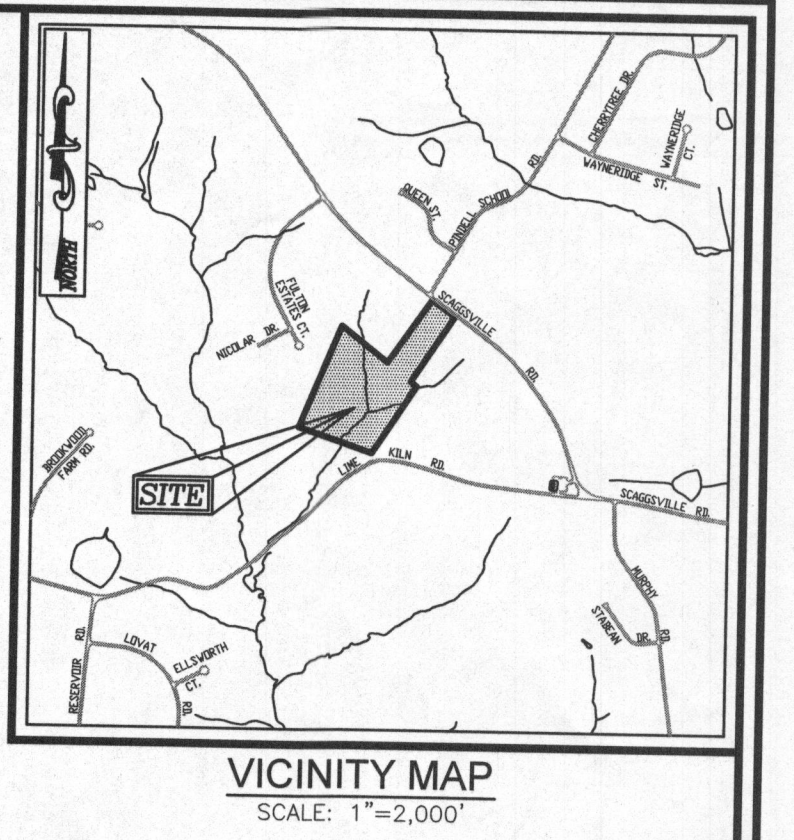 NORTH
CHERRYTREE DR.
WAYNERIDGE
CT.
WAYNERIDGE ST.
QUEEN ST.
PINDELL SCHOOL RD.
FULTON
ESTATES CT.
NICOLAR DR.
SCAGGSVILLE
RD.
BROOKWOOD
FARM RD.
SITE
LIME KILN RD.
SCAGGSVILLE RD.
MURPHY
RD.
STABEAN
DR.
RESERVOIR RD.
LOVAT
RD.
ELLSWORTH
CT.
VICINITY MAP
SCALE: 1"=2,000'